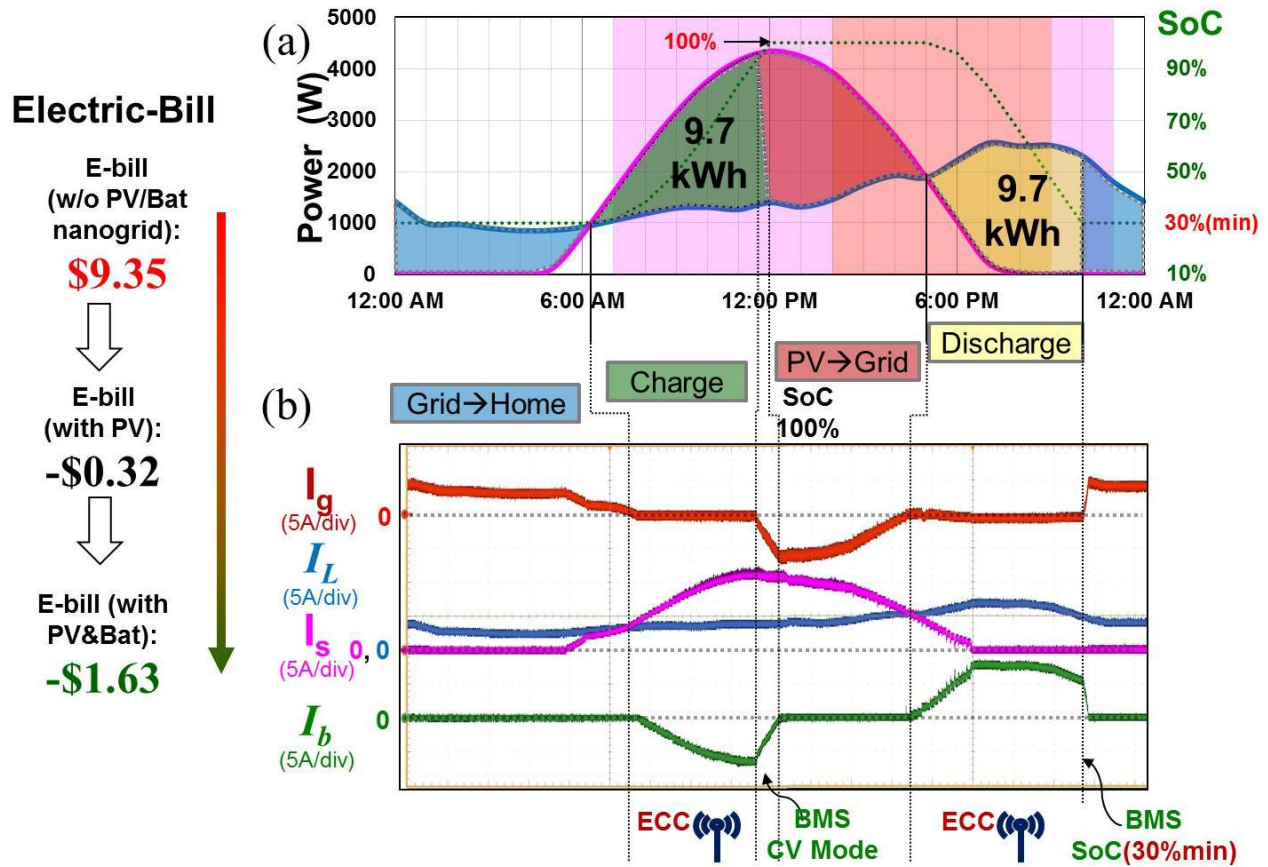 Electric-Bill
E-bill
(w/o PV/Bat
nanogrid):
$9.35
E-bill
(with PV):
-$0.32
E-bill (with
PV&Bat):
-$1.63
(a)
Power (W)
5000
4000
3000
2000
1000
0
100%
9.7
kWh
9.7
kWh
SoC
90%
70%
50%
30%(min)
10%
12:00 AM
6:00 AM
12:00 PM
6:00 PM
12:00 AM
Grid→Home
Charge
PV→Grid
Discharge
SoC
100%
(b)
Ig
(5A/div)
0
IL
(5A/div)
Is
0, 0
(5A/div)
Ib
0
(5A/div)
ECC
BMS
CV Mode
ECC
BMS
SoC(30%min)